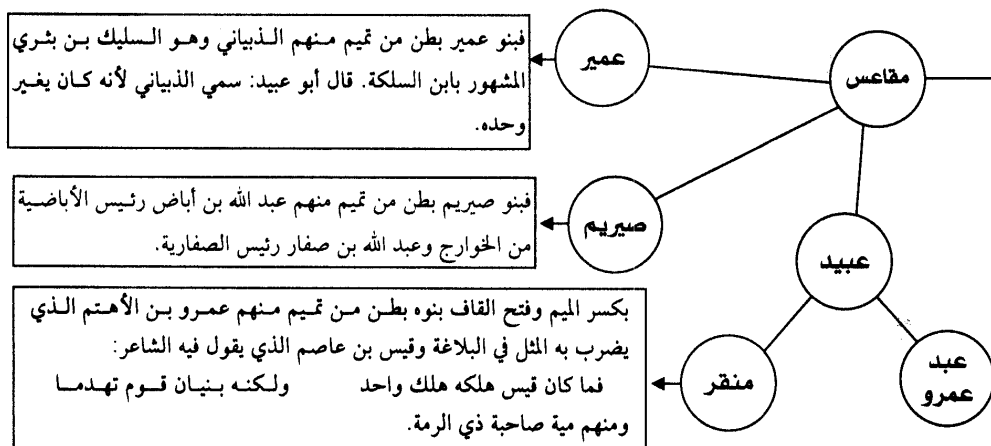 مقاعس
عمير
فبنو عمير بطن من تميم منهم الذبياني وهو السليك بن بثري
المشهور بابن السلكة. قال أبو عبيد: سمي الذبياني لأنه كان يغير
وحده.
صيريم
فبنو صيريم بطن من تميم منهم عبد الله بن أباض رئيس الأباضية
من الخوارج وعبد الله بن صفار رئيس الصفارية.
عبيد
عبد
عمرو
منقر
بكسر الميم وفتح القاف بنوه بطن من تميم منهم عمرو بن الأهتم الذي
يضرب به المثل في البلاغة وقيس بن عاصم الذي يقول فيه الشاعر:
فما كان قيس هلكه هلك واحد ولكنه بنيان قوم تهدما
ومنهم مية صاحبة ذي الرمة.